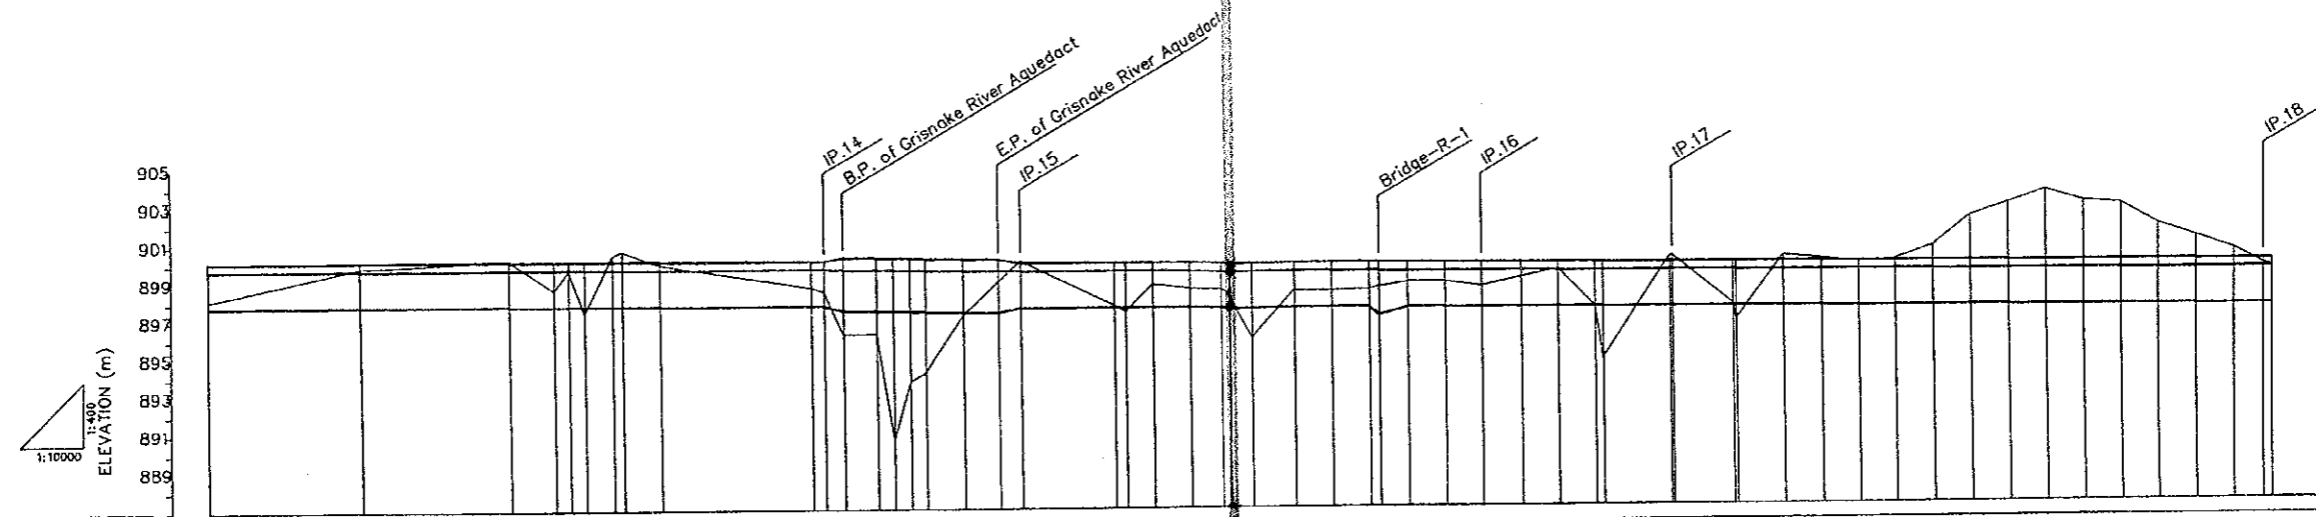 IP.14
B.P. of Grisnake River Aquedact
E.P. of Grisnake River Aquedact
IP.15
Bridge-R-1
IP.16
IP.17
IP.18
905
903
901
899
897
895
893
891
889
ELEVATION (m)
1:400
1:10000